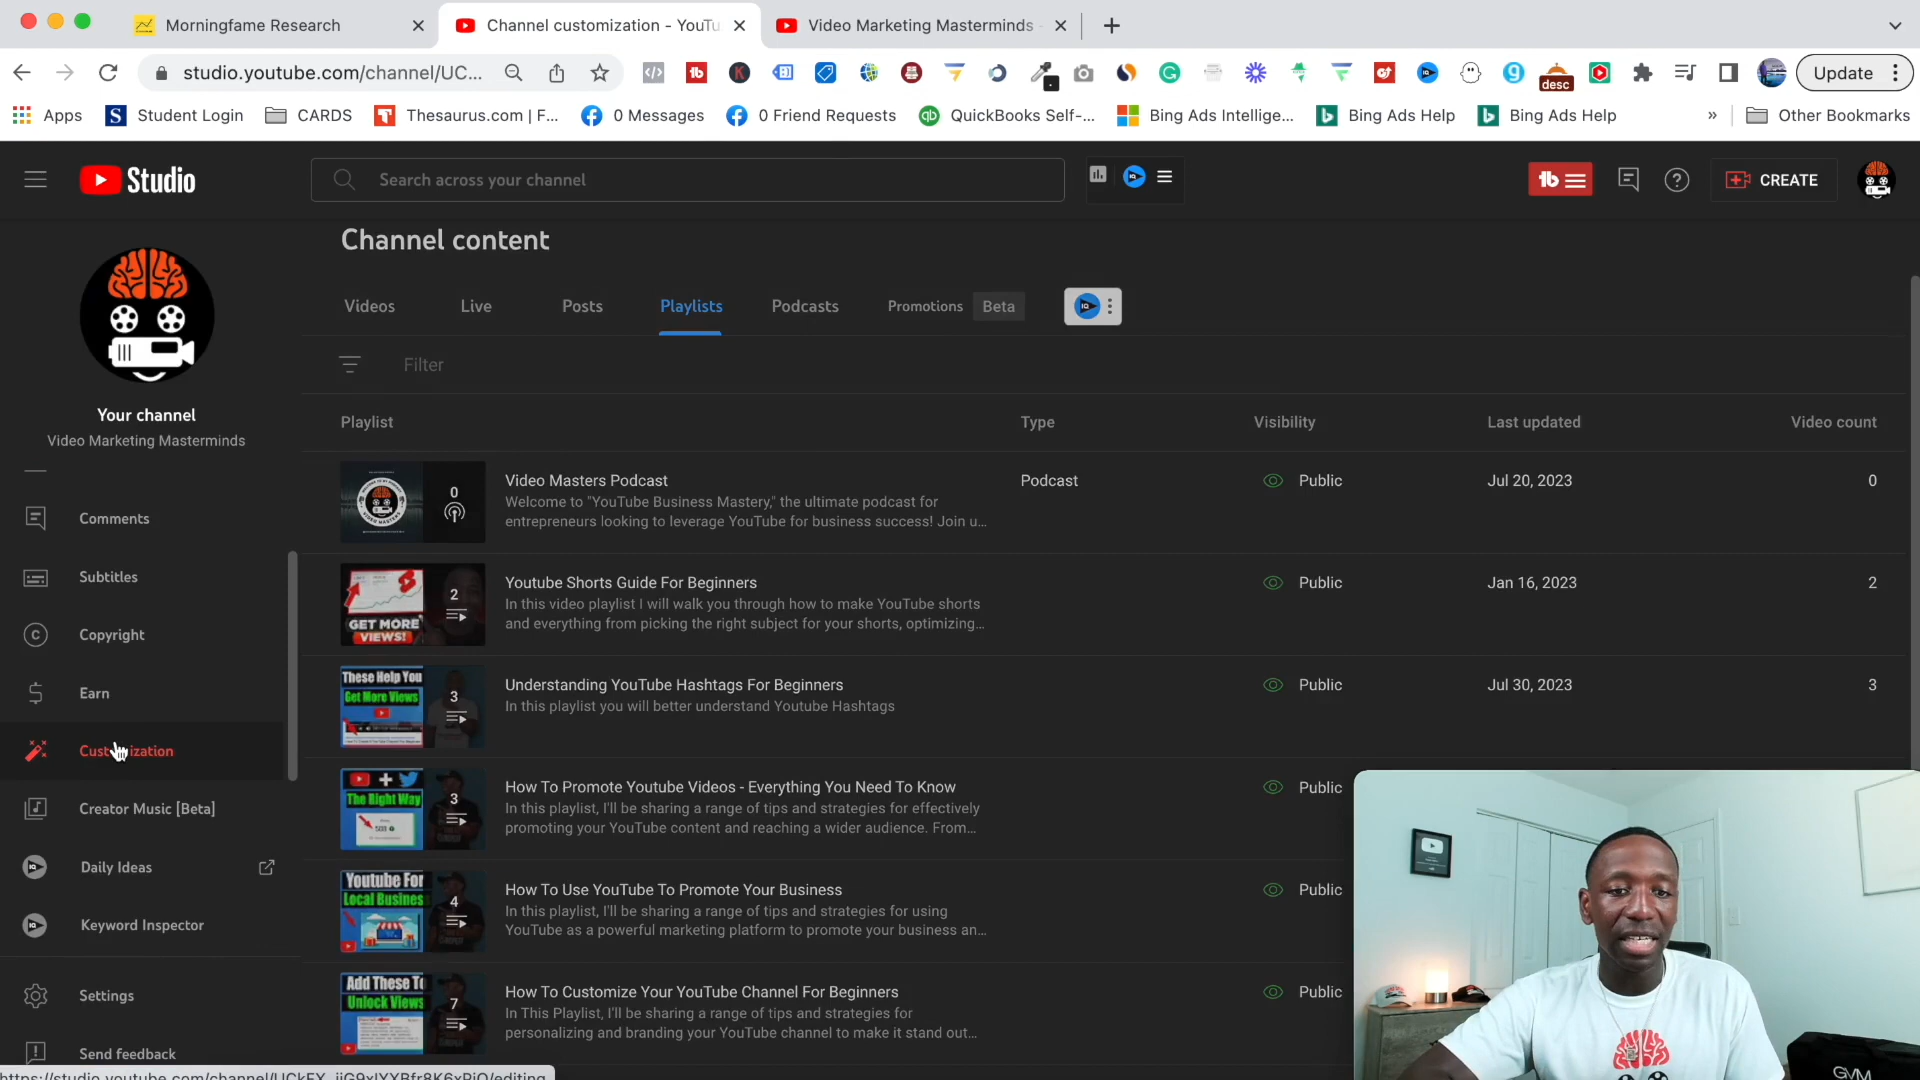 Morningfame Research
Channel customization - YouTu
Video Marketing Masterminds -
studio.youtube.com/channel/UC...
desc
Update
Apps
Student Login
CARDS
Thesaurus.com | F...
0 Messages
0 Friend Requests
QuickBooks Self-...
Bing Ads Intellige...
Bing Ads Help
Bing Ads Help
»
Other Bookmarks
Studio
Search across your channel
CREATE
Your channel
Video Marketing Masterminds
Comments
Subtitles
Copyright
Earn
Customization
Creator Music [Beta]
Daily Ideas
Keyword Inspector
Settings
Send feedback
Channel content
Videos
Live
Posts
Playlists
Podcasts
Promotions
Beta
Filter
Playlist
Type
Visibility
Last updated
Video count
0
Video Masters Podcast
Welcome to "YouTube Business Mastery," the ultimate podcast for
entrepreneurs looking to leverage YouTube for business success! Join u...
Podcast
Public
Jul 20, 2023
0
GET MORE
VIEWS!
2
Youtube Shorts Guide For Beginners
In this video playlist I will walk you through how to make YouTube shorts
and everything from picking the right subject for your shorts, optimizing...
Public
Jan 16, 2023
2
These Help You
Get More Views
3
Understanding YouTube Hashtags For Beginners
In this playlist you will better understand Youtube Hashtags
Public
Jul 30, 2023
3
The Right Way
3
How To Promote Youtube Videos - Everything You Need To Know
In this playlist, I'll be sharing a range of tips and strategies for effectively
promoting your YouTube content and reaching a wider audience. From...
Public
Youtube For
Local Busines
4
How To Use YouTube To Promote Your Business
In this playlist, I'll be sharing a range of tips and strategies for using
YouTube as a powerful marketing platform to promote your business an...
Public
Add These To
Unlock Views
7
How To Customize Your YouTube Channel For Beginners
In This Playlist, I'll be sharing a range of tips and strategies for
personalizing and branding your YouTube channel to make it stand out...
Public
GVM